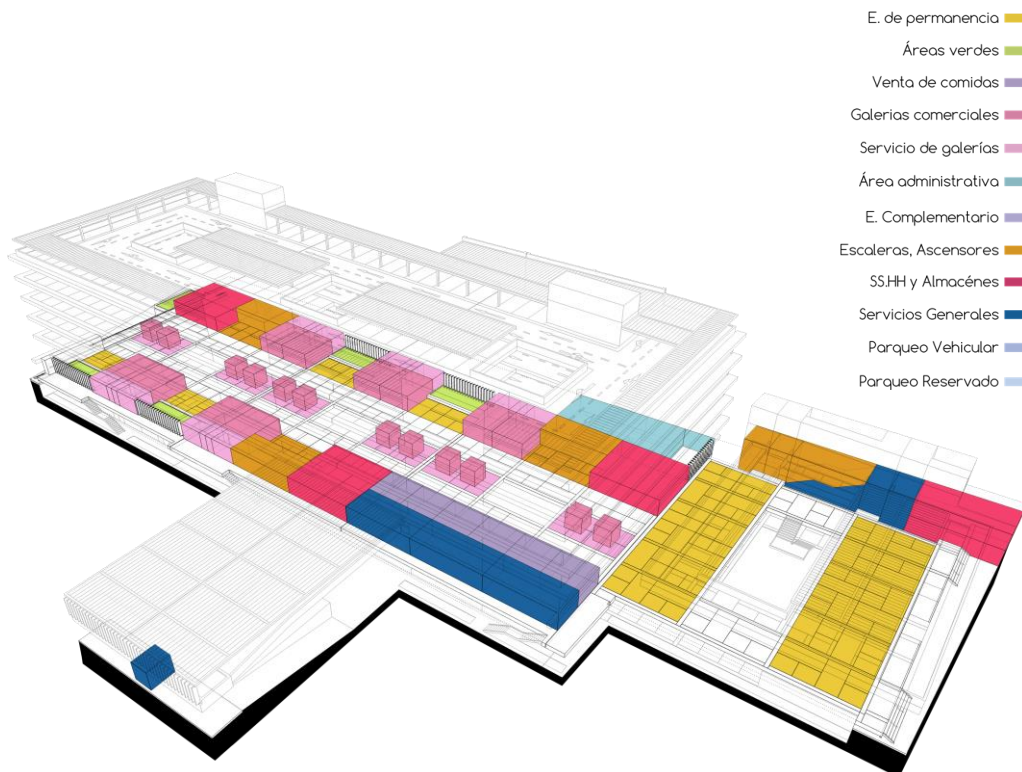 E. de permanencia
Áreas verdes
Venta de comidas
Galerias comerciales
Servicio de galerías
Área administrativa
E. Complementario
Escaleras, Ascensores
SS.HH y Almacénes
Servicios Generales
Parqueo Vehicular
Parqueo Reservado